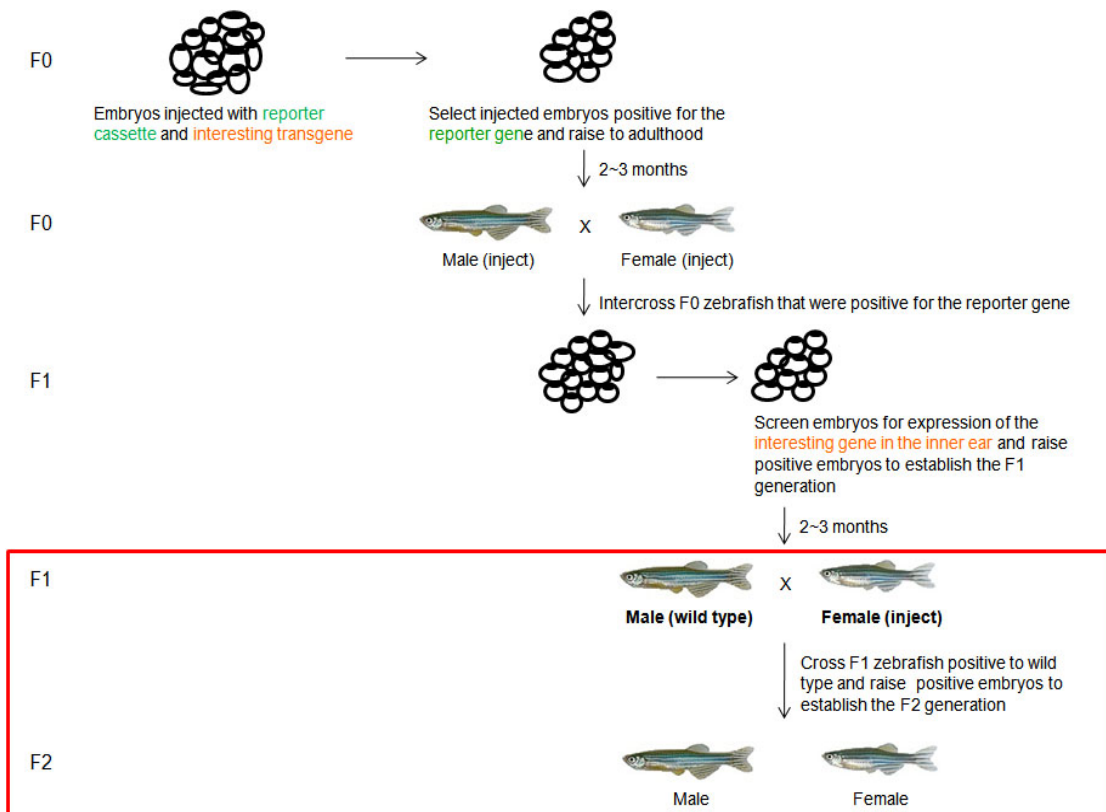 F0
Embryos injected with reporter
cassette and interesting transgene
Select injected embryos positive for the
reporter gene and raise to adulthood
2~3 months
F0
X
Male (inject)
Female (inject)
Intercross F0 zebrafish that were positive for the reporter gene
F1
Screen embryos for expression of the
interesting gene in the inner ear and raise
positive embryos to establish the F1
generation
2~3 months
F1
X
Male (wild type)
Female (inject)
Cross F1 zebrafish positive to wild
type and raise positive embryos to
establish the F2 generation
F2
Male
Female